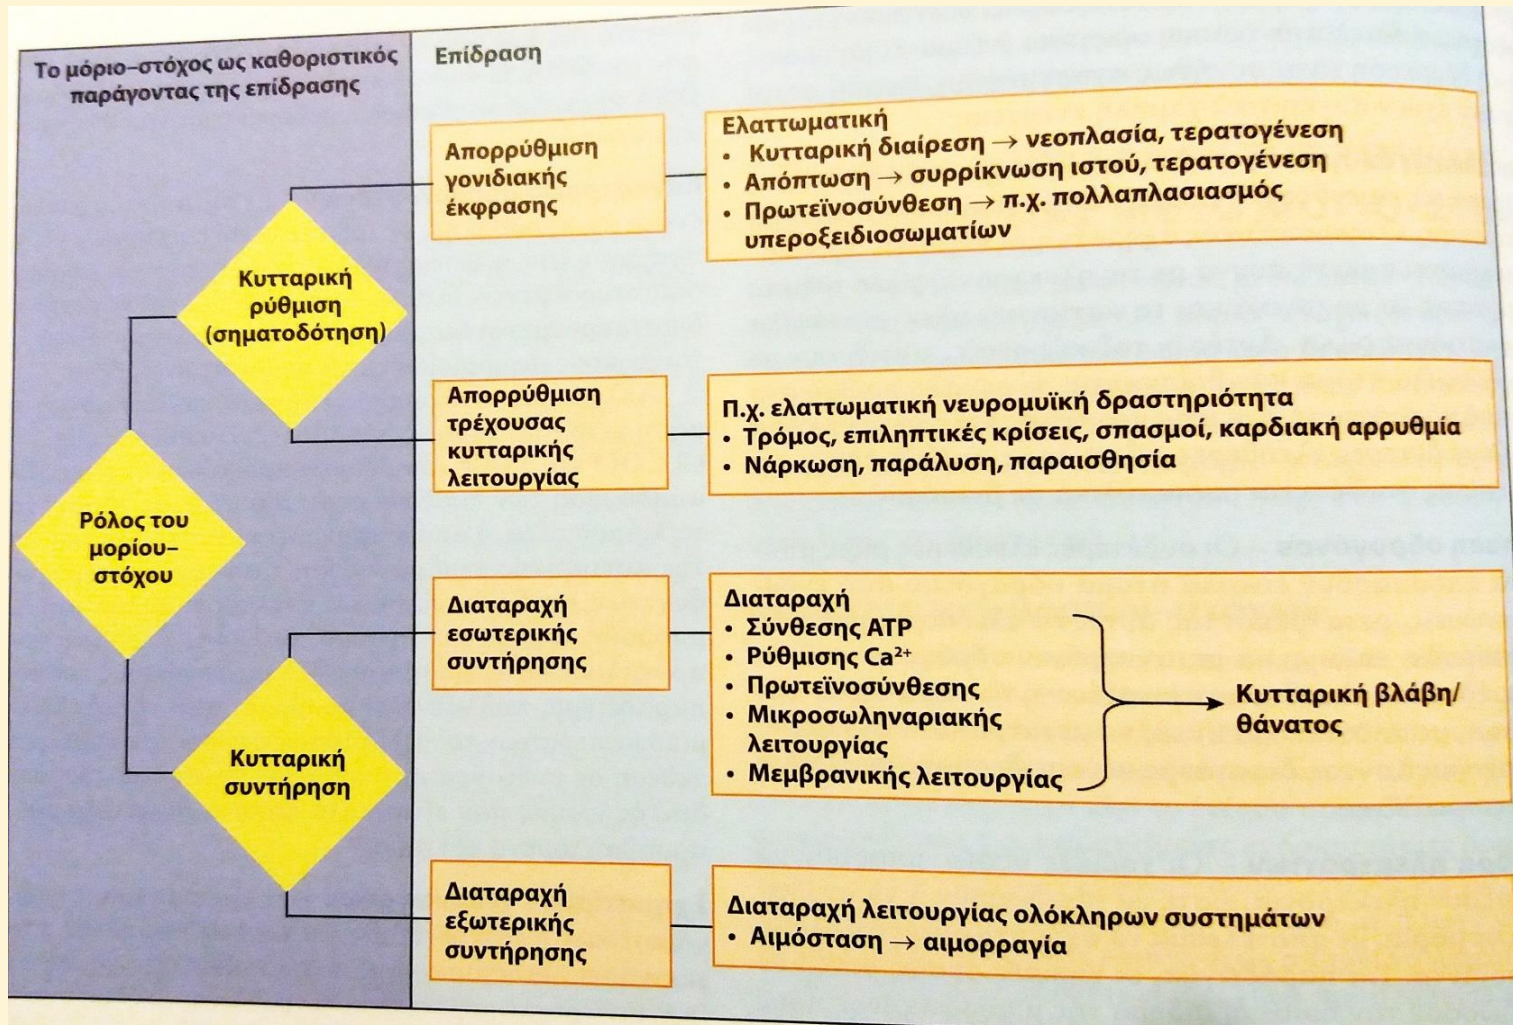 Το μόριο–στόχος ως καθοριστικός
παράγοντας της επίδρασης
Επίδραση
Απορρύθμιση
γονιδιακής
έκφρασης
Ελαττωματική
• Κυτταρική διαίρεση → νεοπλασία, τερατογένεση
• Απόπτωση → συρρίκνωση ιστού, τερατογένεση
• Πρωτεϊνοσύνθεση → π.χ. πολλαπλασιασμός
υπεροξειδιοσωματίων
Κυτταρική
ρύθμιση
(σηματοδότηση)
Απορρύθμιση
τρέχουσας
κυτταρικής
λειτουργίας
Π.χ. ελαττωματική νευρομυϊκή δραστηριότητα
• Τρόμος, επιληπτικές κρίσεις, σπασμοί, καρδιακή αρρυθμία
• Νάρκωση, παράλυση, παραισθησία
Ρόλος του
μορίου–
στόχου
Διαταραχή
εσωτερικής
συντήρησης
Διαταραχή
• Σύνθεσης ATP
• Ρύθμισης Ca²⁺
• Πρωτεϊνοσύνθεσης
• Μικροσωληναριακής
λειτουργίας
• Μεμβρανικής λειτουργίας
Κυτταρική βλάβη/
θάνατος
Κυτταρική
συντήρηση
Διαταραχή
εξωτερικής
συντήρησης
Διαταραχή λειτουργίας ολόκληρων συστημάτων
• Αιμόσταση → αιμορραγία